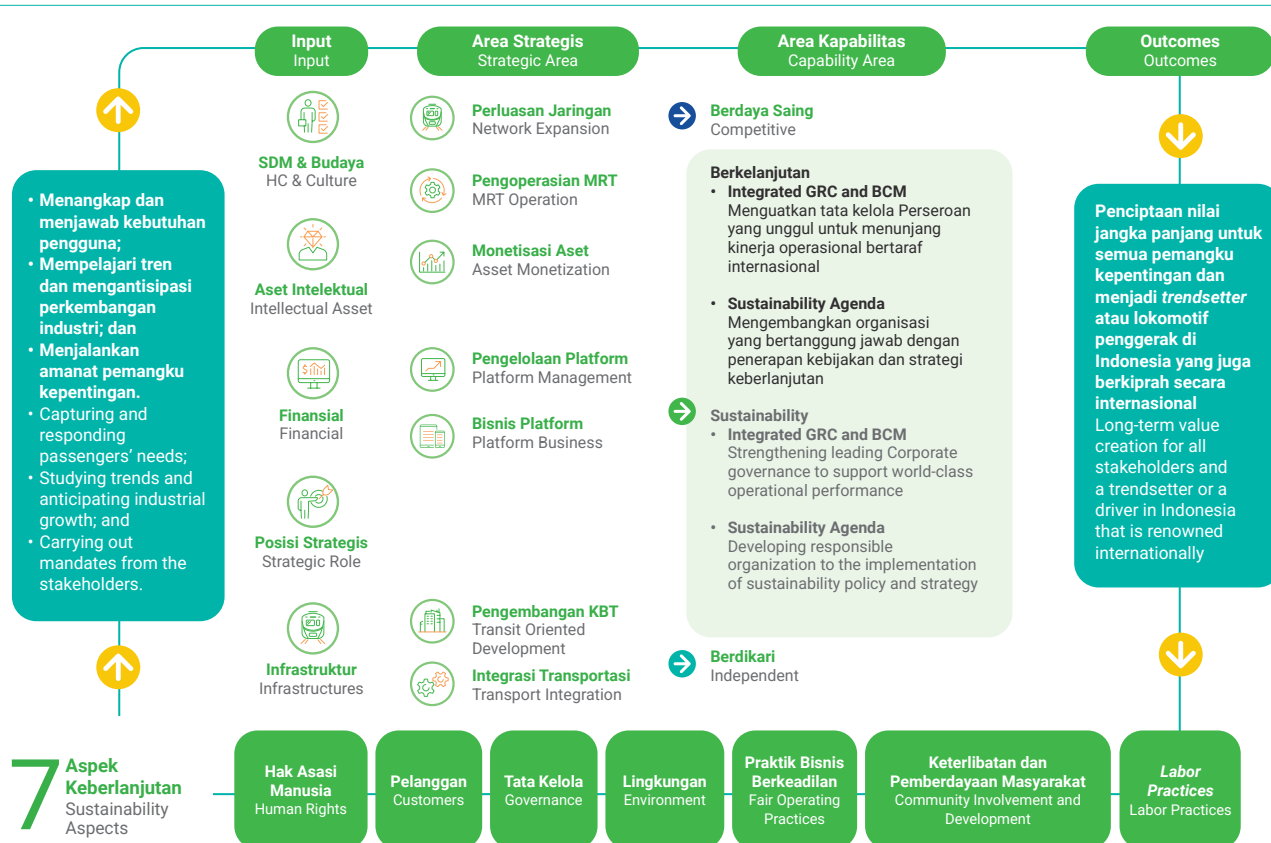 Input
Input
Area Strategis
Strategic Area
Area Kapabilitas
Capability Area
Outcomes
Outcomes
• Menangkap dan
menjawab kebutuhan
pengguna;
• Mempelajari tren
dan mengantisipasi
perkembangan
industri; dan
• Menjalankan
amanat pemangku
kepentingan.
• Capturing and
responding
passengers' needs;
• Studying trends and
anticipating industrial
growth; and
• Carrying out
mandates from the
stakeholders.
SDM & Budaya
HC & Culture
Aset Intelektual
Intellectual Asset
Finansial
Financial
Posisi Strategis
Strategic Role
Infrastruktur
Infrastructures
Perluasan Jaringan
Network Expansion
Pengoperasian MRT
MRT Operation
Monetisasi Aset
Asset Monetization
Pengelolaan Platform
Platform Management
Bisnis Platform
Platform Business
Pengembangan KBT
Transit Oriented
Development
Integrasi Transportasi
Transport Integration
Berdaya Saing
Competitive
Berkelanjutan
• Integrated GRC and BCM
Menguatkan tata kelola Perseroan
yang unggul untuk menunjang
kinerja operasional bertaraf
internasional
• Sustainability Agenda
Mengembangkan organisasi
yang bertanggung jawab dengan
penerapan kebijakan dan strategi
keberlanjutan
Sustainability
• Integrated GRC and BCM
Strengthening leading Corporate
governance to support world-class
operational performance
• Sustainability Agenda
Developing responsible
organization to the implementation
of sustainability policy and strategy
Berdikari
Independent
Penciptaan nilai
jangka panjang untuk
semua pemangku
kepentingan dan
menjadi trendsetter
atau lokomotif
penggerak di
Indonesia yang juga
berkiprah secara
internasional
Long-term value
creation for all
stakeholders and
a trendsetter or a
driver in Indonesia
that is renowned
internationally
7
Aspek
Keberlanjutan
Sustainability
Aspects
Hak Asasi
Manusia
Human Rights
Pelanggan
Customers
Tata Kelola
Governance
Lingkungan
Environment
Praktik Bisnis
Berkeadilan
Fair Operating
Practices
Keterlibatan dan
Pemberdayaan Masyarakat
Community Involvement and
Development
Labor
Practices
Labor Practices